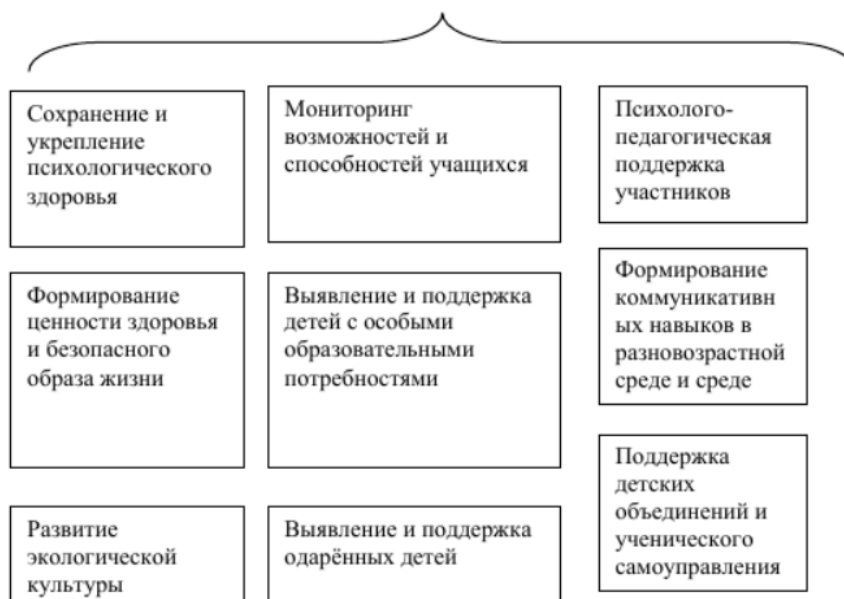 Сохранение и
укрепление
психологического
здоровья
Мониторинг
возможностей и
способностей учащихся
Психолого-
педагогическая
поддержка
участников
Формирование
ценности здоровья
и безопасного
образа жизни
Выявление и поддержка
детей с особыми
образовательными
потребностями
Формирование
коммуникативн
ых навыков в
разновозрастной
среде и среде
Развитие
экологической
культуры
Выявление и поддержка
одарённых детей
Поддержка
детских
объединений и
ученического
самоуправления